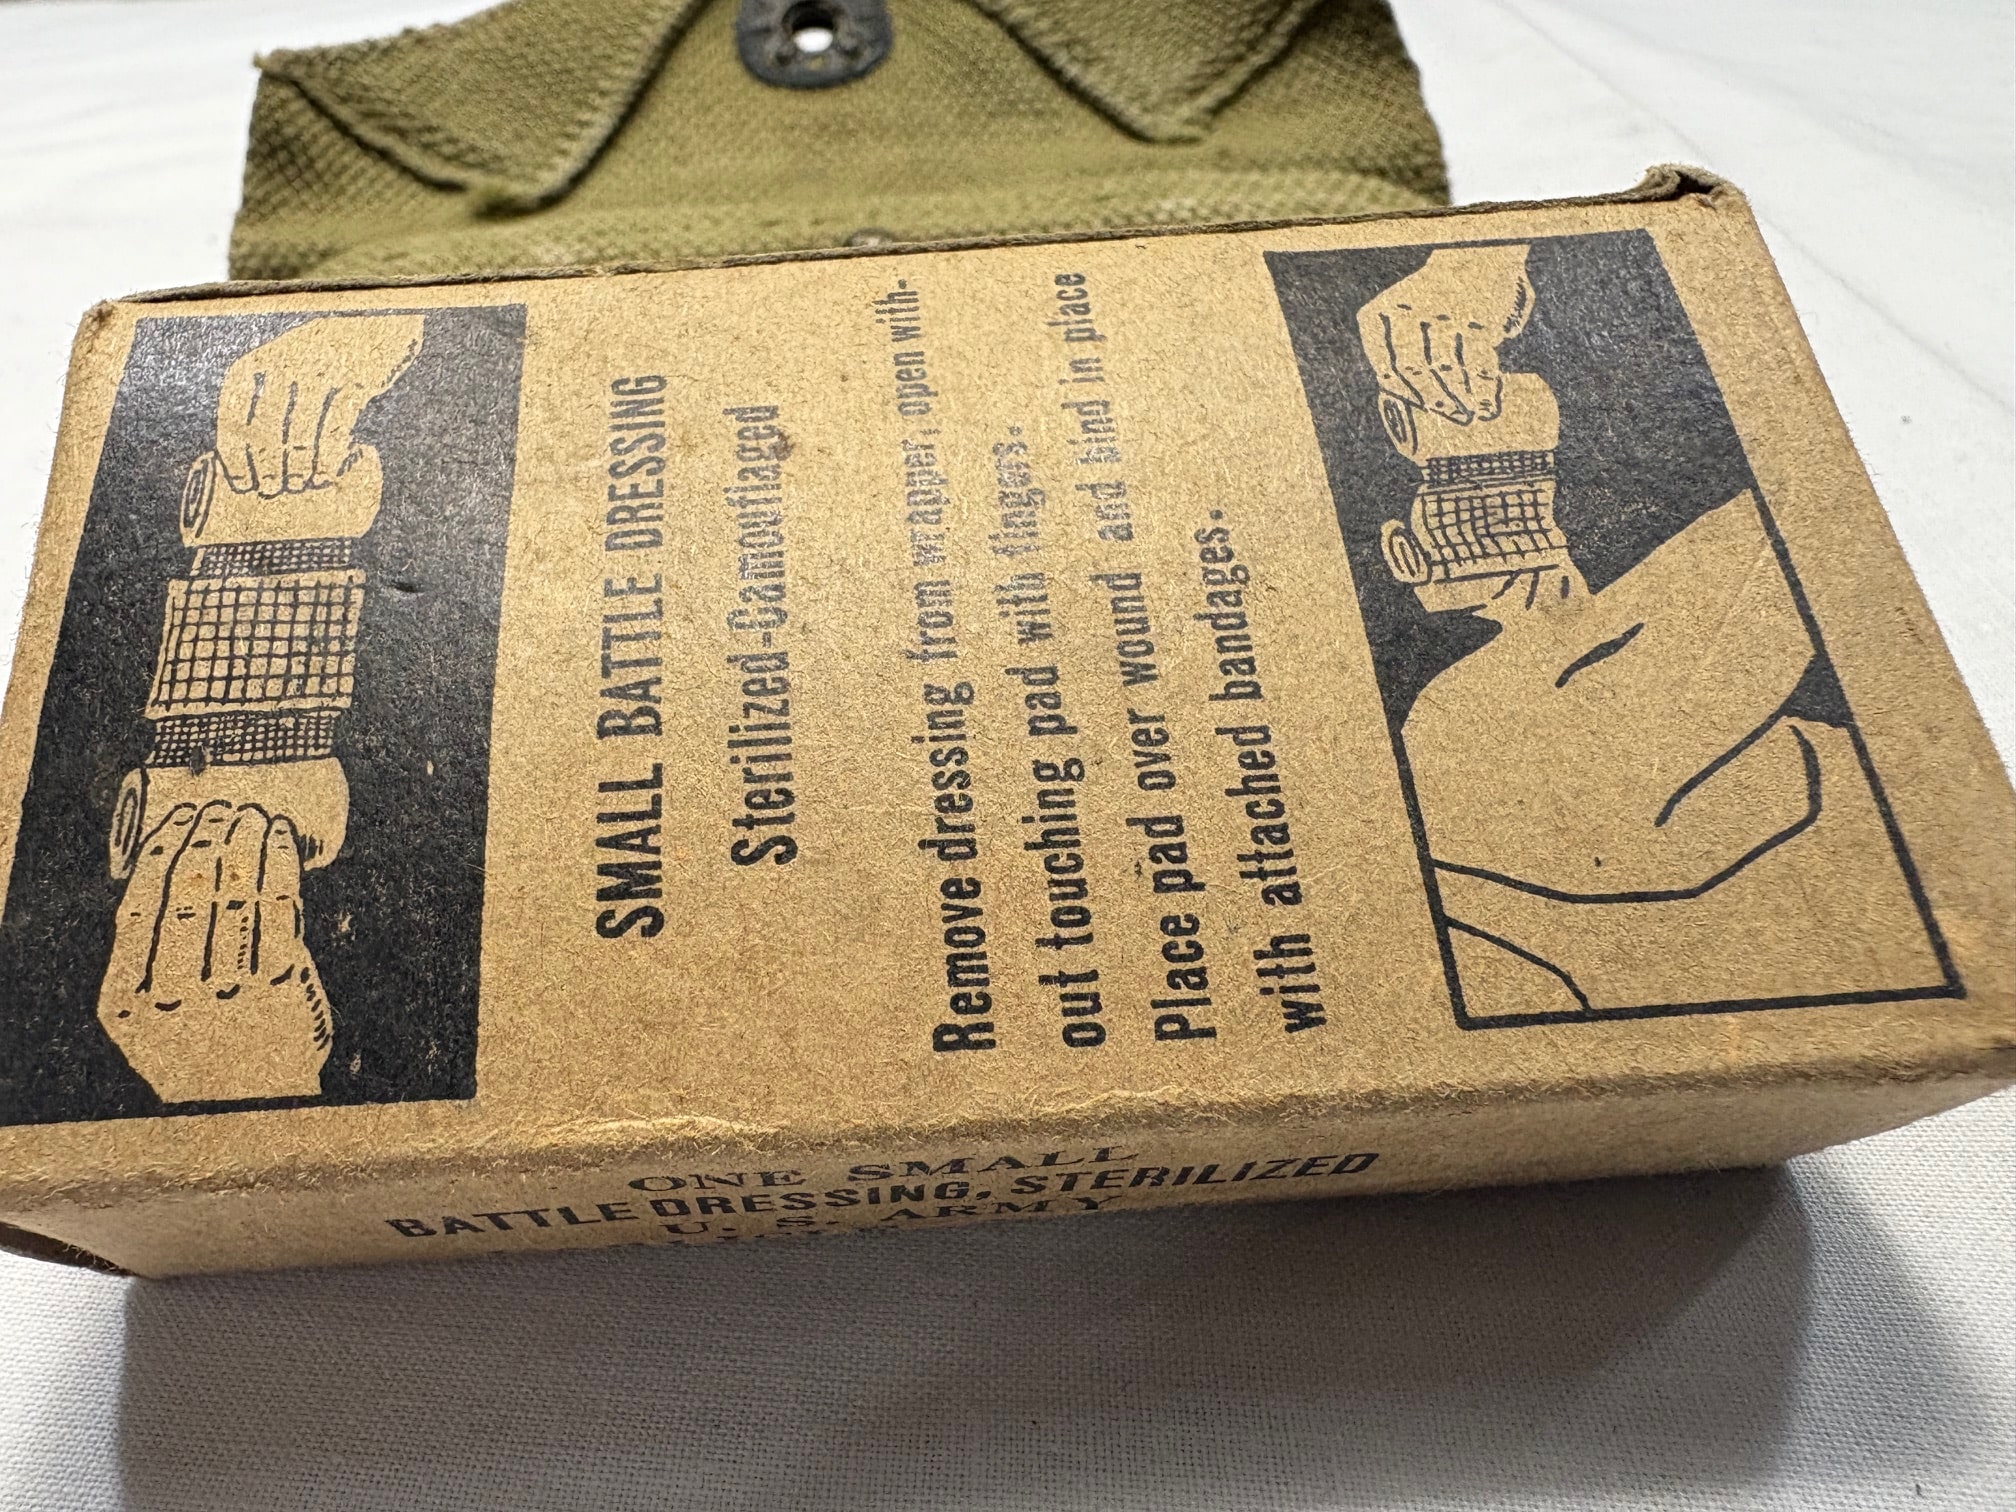 SMALL BATTLE DRESSING
Sterilized-Camouflaged
Remove dressing from wrapper; open with-
out touching pad with fingers.
Place pad over wound and bind in place
with attached bandages.
ONE SMALL
BATTLE DRESSING, STERILIZED
U. S. ARMY